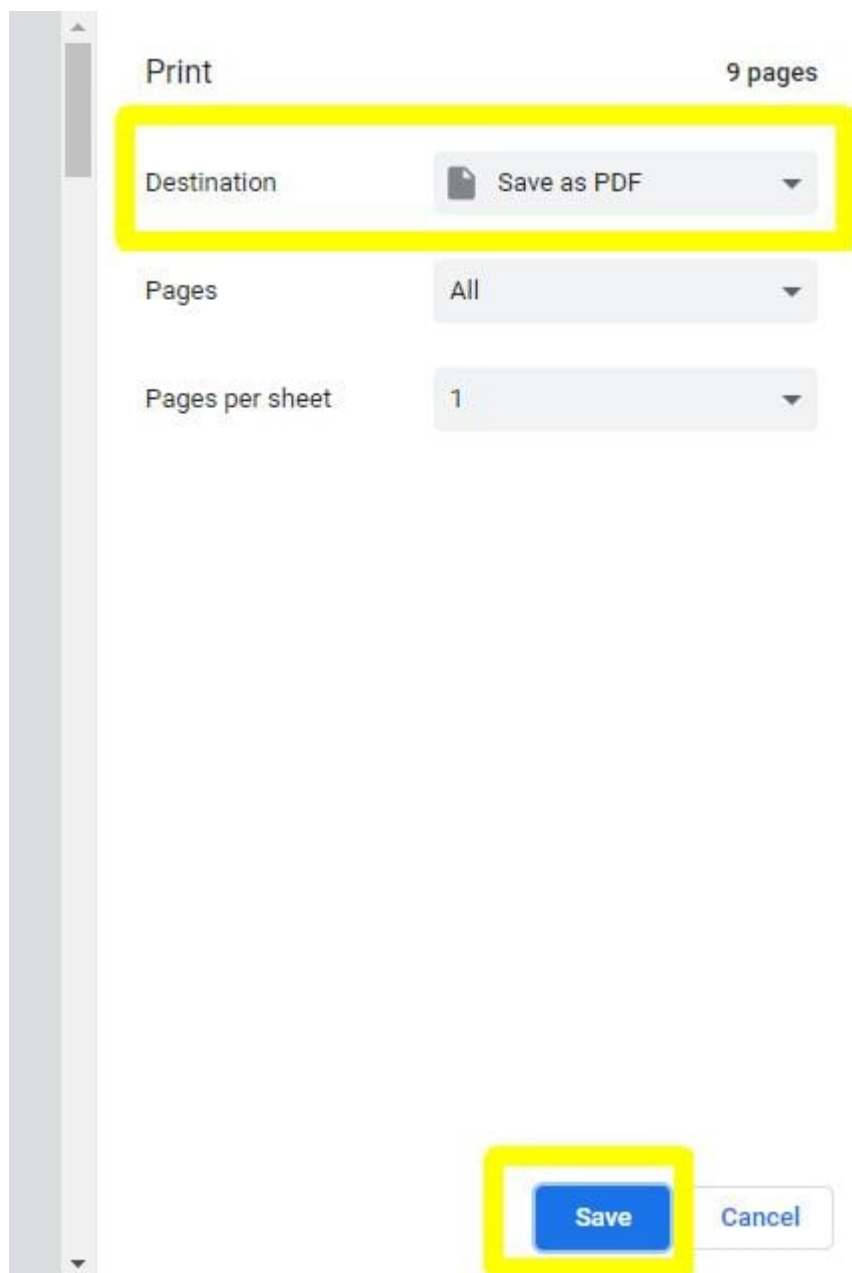 Print 9 pages
Destination Save as PDF
Pages All
Pages per sheet 1
Save Cancel